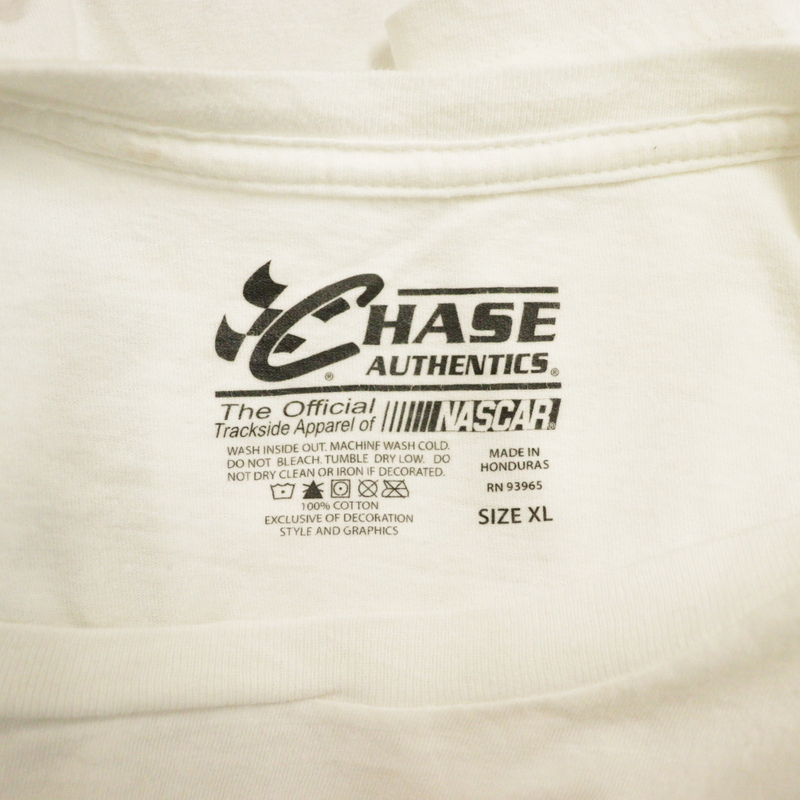 CHASE
AUTHENTICS®
®
The Official
Trackside Apparel of NASCAR®
WASH INSIDE OUT. MACHINE WASH COLD.
DO NOT BLEACH. TUMBLE DRY LOW. DO
NOT DRY CLEAN OR IRON IF DECORATED.
100% COTTON
EXCLUSIVE OF DECORATION
STYLE AND GRAPHICS
MADE IN
HONDURAS
RN 93965
SIZE XL